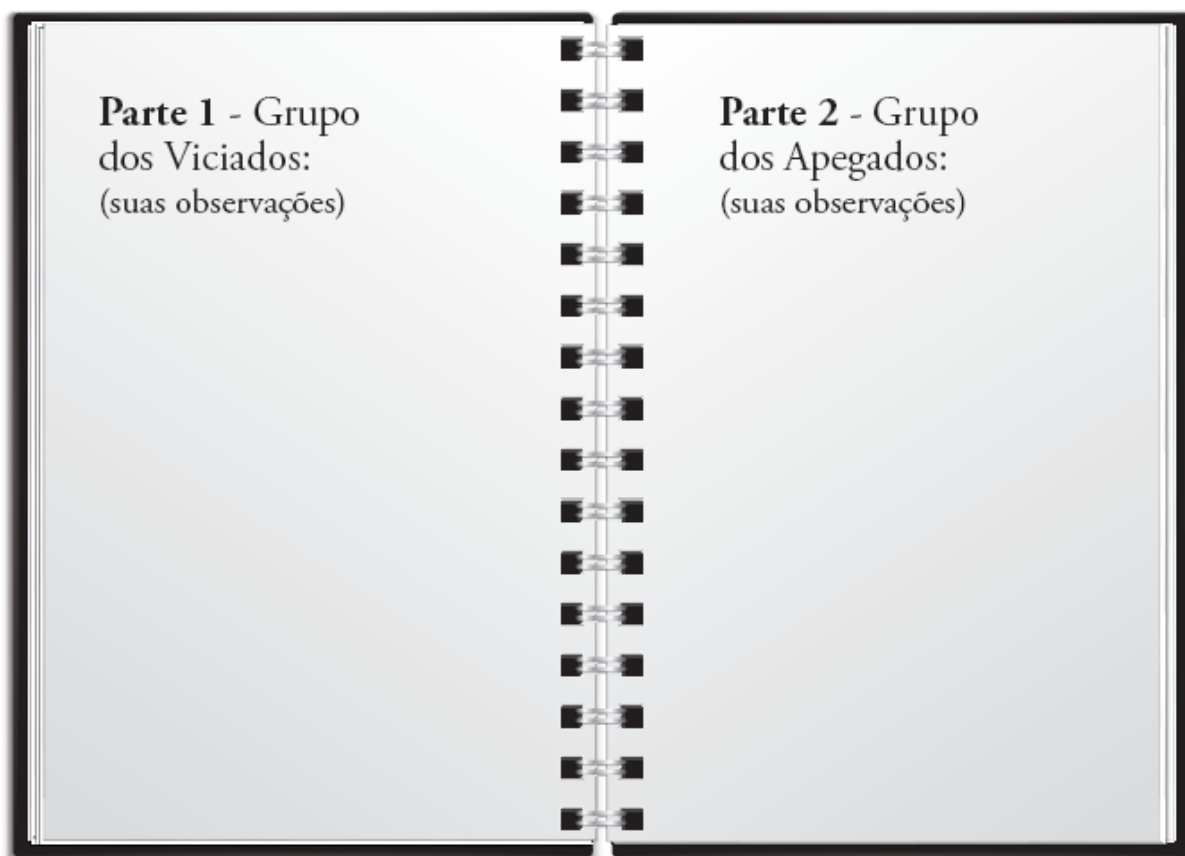 Parte 1 - Grupo
dos Viciados:
(suas observações)
Parte 2 - Grupo
dos Apegados:
(suas observações)